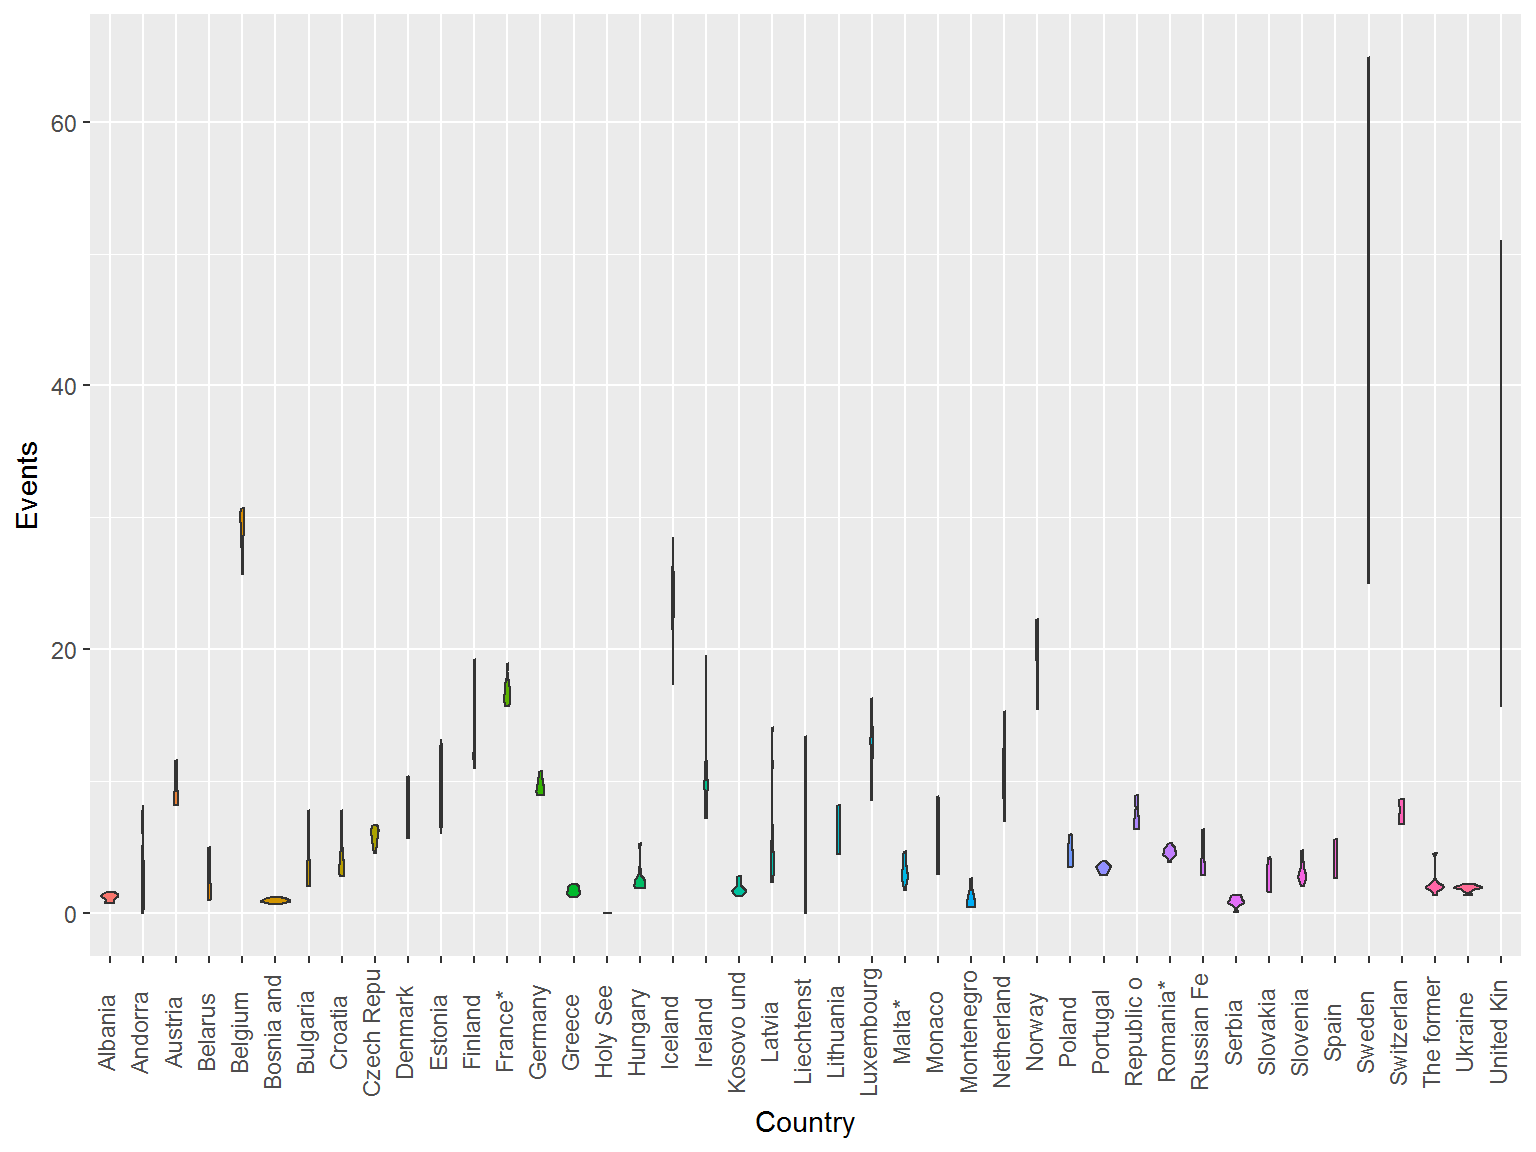 60
40
20
0
Events
Albania
Andorra
Austria
Belarus
Belgium
Bosnia and
Bulgaria
Croatia
Czech Repu
Denmark
Estonia
Finland
France*
Germany
Greece
Holy See
Hungary
Iceland
Ireland
Kosovo und
Latvia
Liechtenst
Lithuania
Luxembourg
Malta*
Monaco
Montenegro
Netherland
Norway
Poland
Portugal
Republic o
Romania*
Russian Fe
Serbia
Slovakia
Slovenia
Spain
Sweden
Switzerlan
The former
Ukraine
United Kin
Country